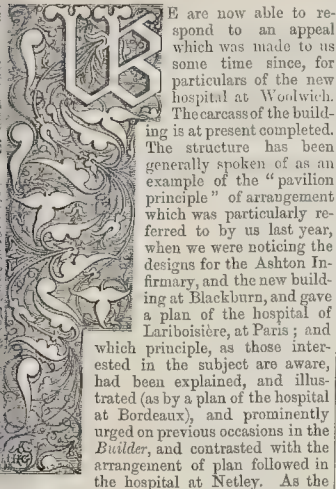 WE are now able to re-
spond to an appeal
which was made to us
some time since, for
particulars of the new
hospital at Woolwich.
The carcass of the build-
ing is at present completed.
The structure has been
generally spoken of as an
example of the "pavilion
principle" of arrangement
which was particularly re-
ferred to by us last year,
when we were noticing the
designs for the Ashton In-
firmary, and the new build-
ing at Blackburn, and gave
a plan of the hospital of
Lariboisière, at Paris; and
which principle, as those inter-
ested in the subject are aware,
had been explained, and illus-
trated (as by a plan of the hospital
at Bordeaux), and prominently
urged on previous occasions in the
Builder, and contrasted with the
arrangement of plan followed in
the hospital at Netley. As the